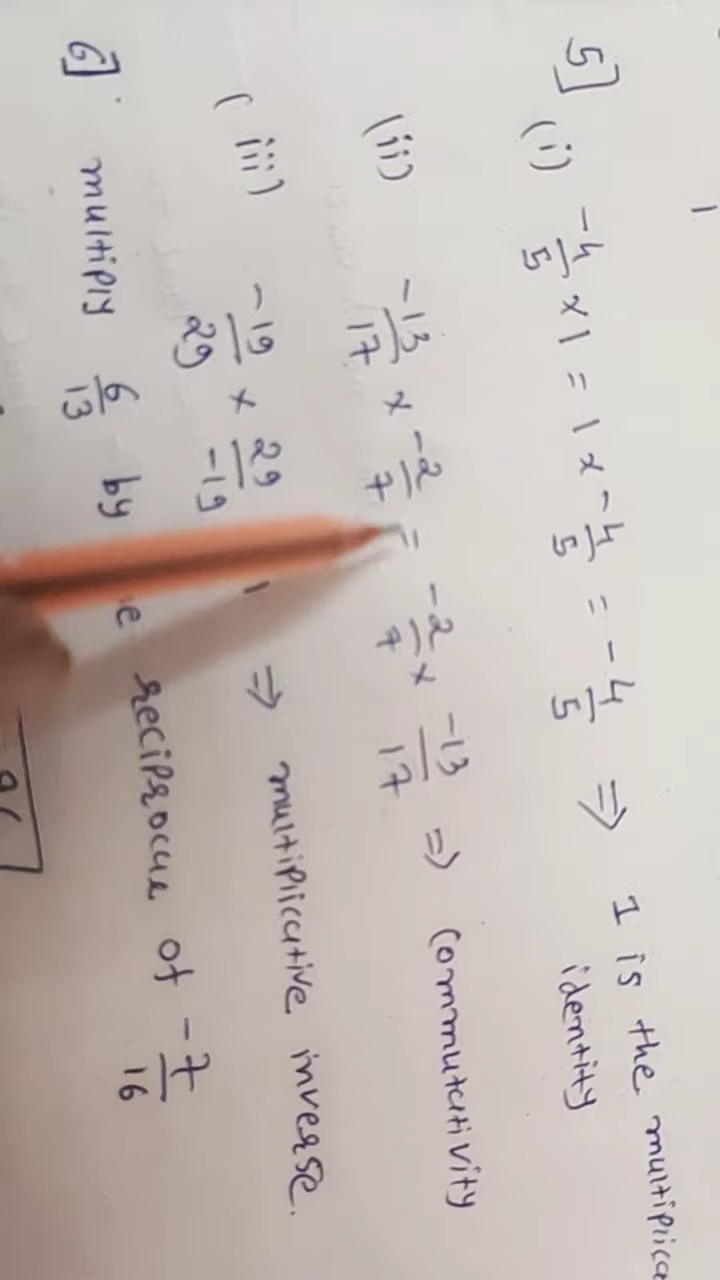 5] (i) -4/5 × 1 = 1 × -4/5 = -4/5 ⇒ 1 is the
identity
(ii) -13/17 × -2/7 = -2/7 × -13/17 ⇒ commutativity
(iii) -19/29 × 29/-19 1 ⇒ multiplicative inverse.
6] multiply 6/13 by reciprocal of -7/16